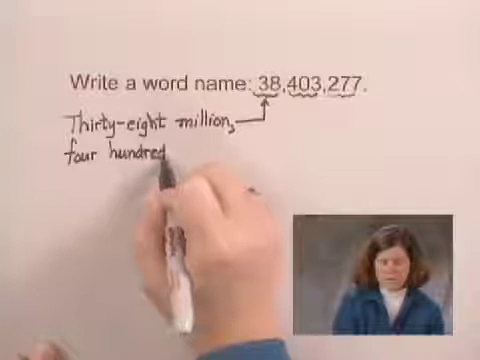 Write a word name: 38,403,277.
Thirty-eight million,
four hundred